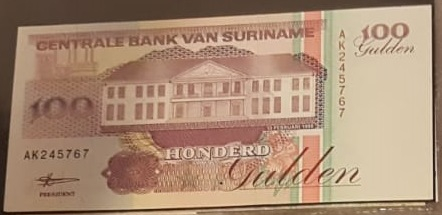 CENTRALE BANK VAN SURINAME
100
Gulden
AK245767
100
AK245767
HONDERD
Gulden
PRESIDENT